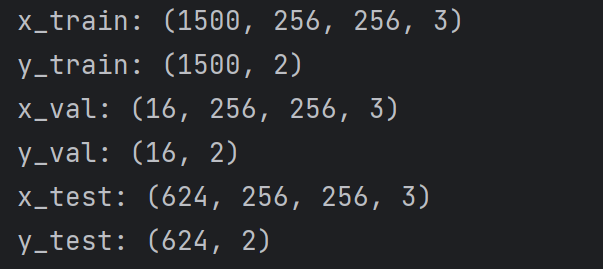 x_train: (1500, 256, 256, 3)
y_train: (1500, 2)
x_val: (16, 256, 256, 3)
y_val: (16, 2)
x_test: (624, 256, 256, 3)
y_test: (624, 2)